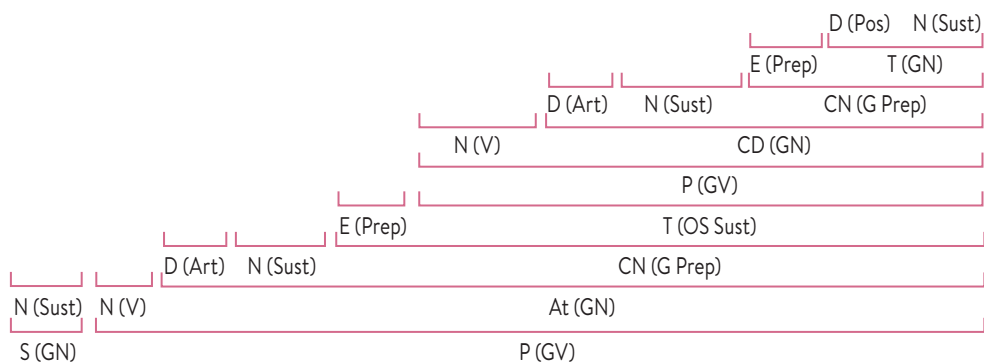 D (Pos) N (Sust)
E (Prep) T (GN)
D (Art) N (Sust) CN (G Prep)
N (V) CD (GN)
P (GV)
E (Prep) T (OS Sust)
D (Art) N (Sust) CN (G Prep)
N (Sust) N (V) At (GN)
S (GN) P (GV)